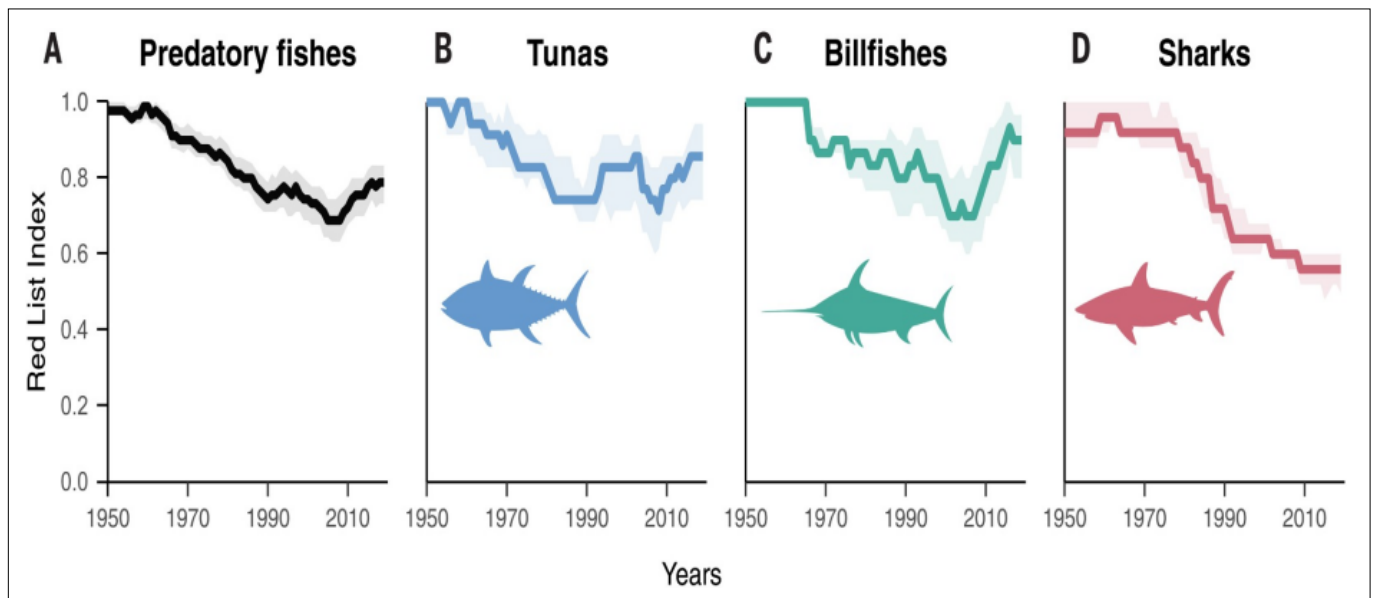 A Predatory fishes
B Tunas
C Billfishes
D Sharks
Red List Index
1.0
0.8
0.6
0.4
0.2
0.0
1950 1970 1990 2010
1950 1970 1990 2010
1950 1970 1990 2010
1950 1970 1990 2010
Years